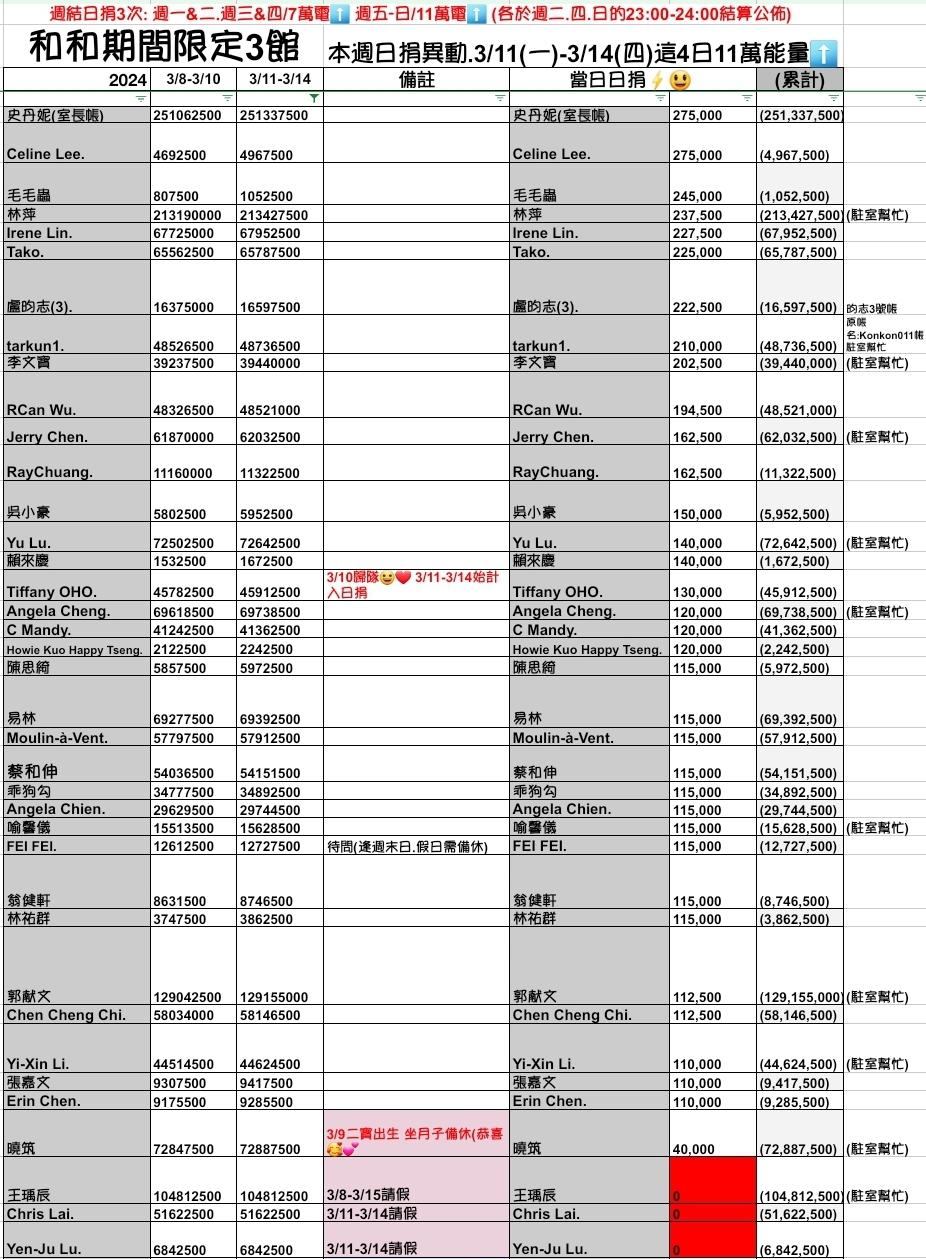 週結日捐3次: 週一&二.週三&四/7萬電⬆️ 週五-日/11萬電⬆️ (各於週二.四.日的23:00-24:00結算公佈)
和和期間限定3館 本週日捐異動.3/11(一)-3/14(四)這4日11萬能量⬆️
2024 3/8-3/10 3/11-3/14 備註 當日日捐⚡😃 (累計)
史丹妮(室長帳) 251062500 251337500 史丹妮(室長帳) 275,000 (251,337,500)
Celine Lee. 4692500 4967500 Celine Lee. 275,000 (4,967,500)
毛毛蟲 807500 1052500 毛毛蟲 245,000 (1,052,500)
林萍 213190000 213427500 林萍 237,500 (213,427,500) (駐室幫忙)
Irene Lin. 67725000 67952500 Irene Lin. 227,500 (67,952,500)
Tako. 65562500 65787500 Tako. 225,000 (65,787,500)
盧昀志(3). 16375000 16597500 盧昀志(3). 222,500 (16,597,500) 昀志3號帳
原帳
名:Konkon011帳
tarkun1. 48526500 48736500 tarkun1. 210,000 (48,736,500) 駐室幫忙
李文寶 39237500 39440000 李文寶 202,500 (39,440,000) (駐室幫忙)
RCan Wu. 48326500 48521000 RCan Wu. 194,500 (48,521,000)
Jerry Chen. 61870000 62032500 Jerry Chen. 162,500 (62,032,500) (駐室幫忙)
RayChuang. 11160000 11322500 RayChuang. 162,500 (11,322,500)
吳小豪 5802500 5952500 吳小豪 150,000 (5,952,500)
Yu Lu. 72502500 72642500 Yu Lu. 140,000 (72,642,500) (駐室幫忙)
賴來慶 1532500 1672500 賴來慶 140,000 (1,672,500)
3/10歸隊😀❤️ 3/11-3/14始計
Tiffany OHO. 45782500 45912500 入日捐 Tiffany OHO. 130,000 (45,912,500)
Angela Cheng. 69618500 69738500 Angela Cheng. 120,000 (69,738,500) (駐室幫忙)
C Mandy. 41242500 41362500 C Mandy. 120,000 (41,362,500)
Howie Kuo Happy Tseng. 2122500 2242500 Howie Kuo Happy Tseng. 120,000 (2,242,500)
陳思綺 5857500 5972500 陳思綺 115,000 (5,972,500)
易林 69277500 69392500 易林 115,000 (69,392,500)
Moulin-à-Vent. 57797500 57912500 Moulin-à-Vent. 115,000 (57,912,500)
蔡和伸 54036500 54151500 蔡和伸 115,000 (54,151,500)
乖狗勾 34777500 34892500 乖狗勾 115,000 (34,892,500)
Angela Chien. 29629500 29744500 Angela Chien. 115,000 (29,744,500)
喻馨儀 15513500 15628500 喻馨儀 115,000 (15,628,500) (駐室幫忙)
FEI FEI. 12612500 12727500 待問(逢週末日.假日需備休) FEI FEI. 115,000 (12,727,500)
翁健軒 8631500 8746500 翁健軒 115,000 (8,746,500)
林祐群 3747500 3862500 林祐群 115,000 (3,862,500)
郭献文 129042500 129155000 郭献文 112,500 (129,155,000) (駐室幫忙)
Chen Cheng Chi. 58034000 58146500 Chen Cheng Chi. 112,500 (58,146,500)
Yi-Xin Li. 44514500 44624500 Yi-Xin Li. 110,000 (44,624,500) (駐室幫忙)
張嘉文 9307500 9417500 張嘉文 110,000 (9,417,500)
Erin Chen. 9175500 9285500 Erin Chen. 110,000 (9,285,500)
3/9二寶出生 坐月子備休(恭喜
曉筑 72847500 72887500 🥰💕 曉筑 40,000 (72,887,500) (駐室幫忙)
王瑀辰 104812500 104812500 3/8-3/15請假 王瑀辰 0 (104,812,500) (駐室幫忙)
Chris Lai. 51622500 51622500 3/11-3/14請假 Chris Lai. 0 (51,622,500)
Yen-Ju Lu. 6842500 6842500 3/11-3/14請假 Yen-Ju Lu. 0 (6,842,500)